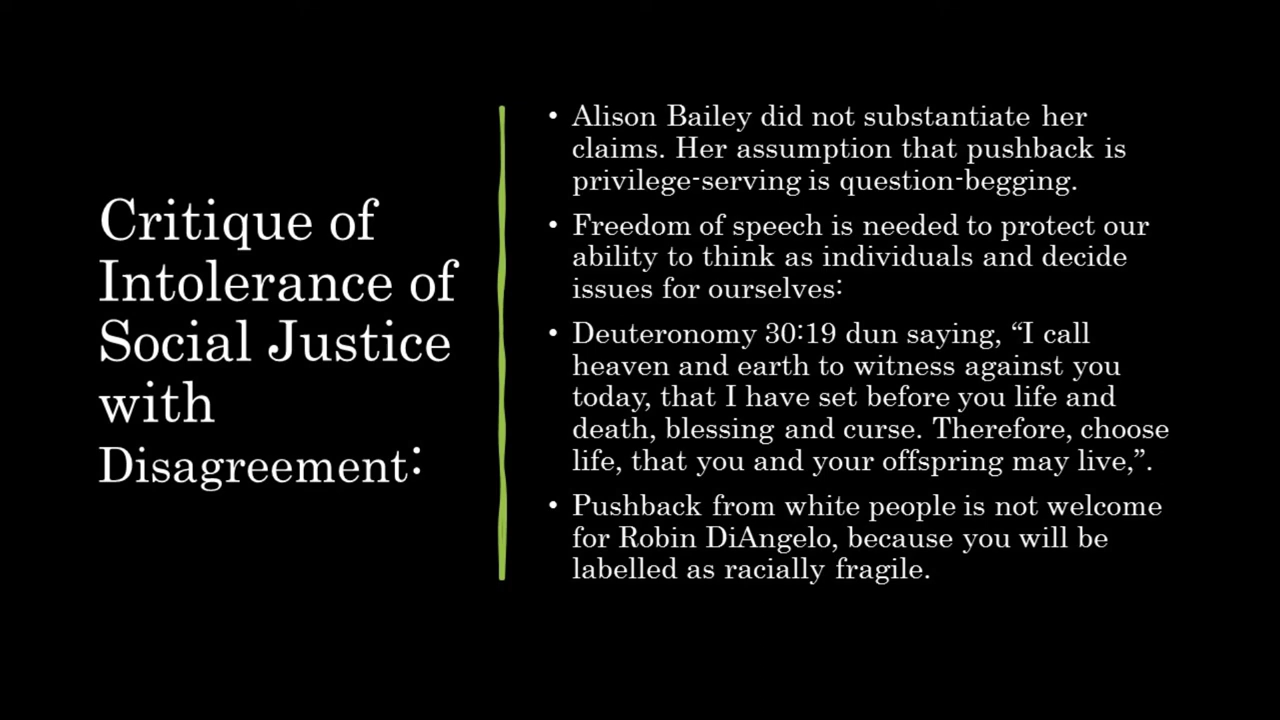 Critique of
Intolerance of
Social Justice
with
Disagreement:
• Alison Bailey did not substantiate her
claims. Her assumption that pushback is
privilege-serving is question-begging.
• Freedom of speech is needed to protect our
ability to think as individuals and decide
issues for ourselves:
• Deuteronomy 30:19 dun saying, “I call
heaven and earth to witness against you
today, that I have set before you life and
death, blessing and curse. Therefore, choose
life, that you and your offspring may live,”.
• Pushback from white people is not welcome
for Robin DiAngelo, because you will be
labelled as racially fragile.